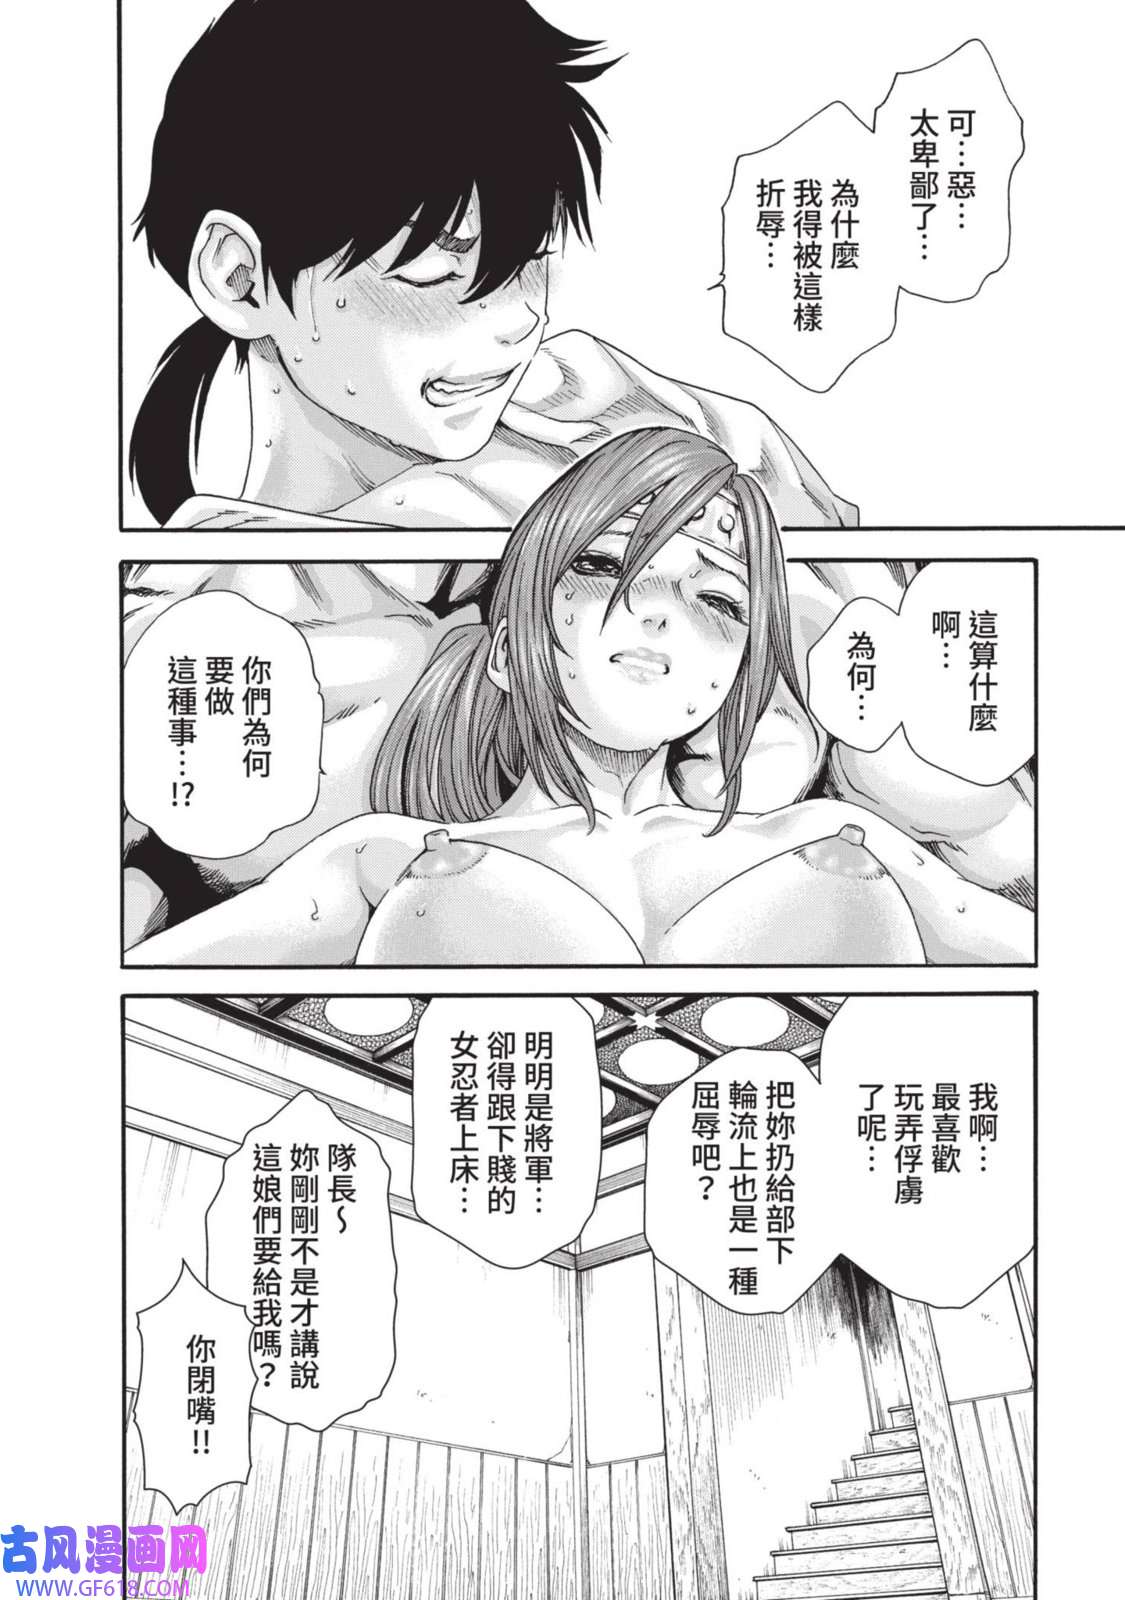 可…惡…
太卑鄙了…
為什麼
我得被這樣
折辱…
這算什麼
啊…
為何…
你們為何
要做
這種事…!?
我啊…
最喜歡
玩弄俘虜
了呢…
把妳扔給部下
輪流上也是一種
屈辱吧？
明明是將軍…
卻得跟下賤的
女忍者上床…
隊長～
妳剛剛不是才講說
這娘們要給我嗎？
你閉嘴!!
古风漫画网
WWW.GF618.COM